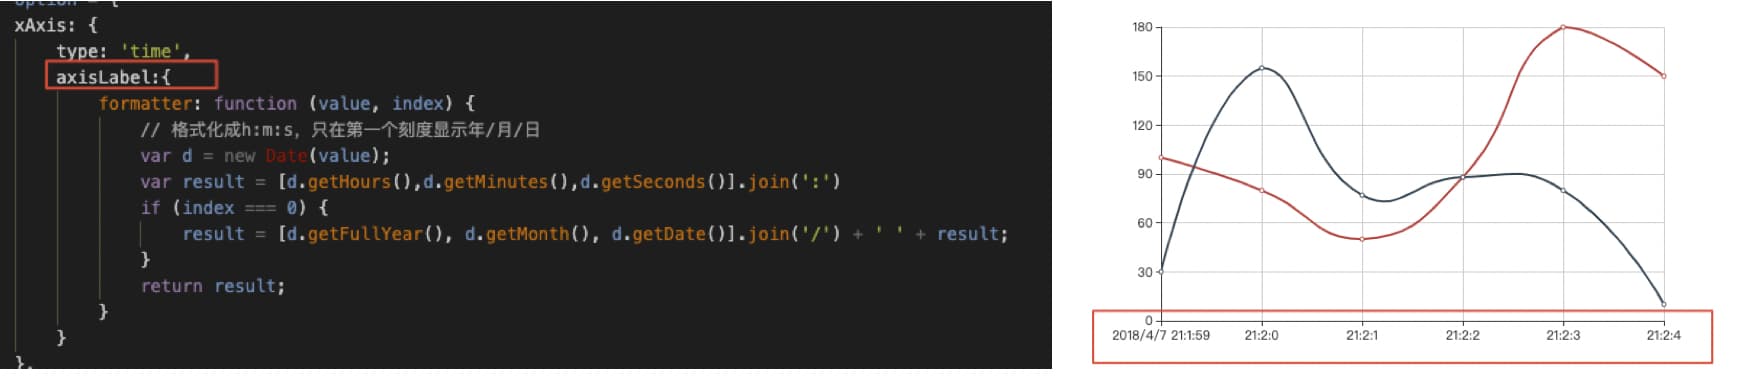 option = {
xAxis: {
type: 'time',
axisLabel:{
formatter: function (value, index) {
// 格式化成h:m:s，只在第一个刻度显示年/月/日
var d = new Date(value);
var result = [d.getHours(),d.getMinutes(),d.getSeconds()].join(':')
if (index === 0) {
result = [d.getFullYear(), d.getMonth(), d.getDate()].join('/') + ' ' + result;
}
return result;
}
}
},
180
150
120
90
60
30
0
2018/4/7 21:1:59 21:2:0 21:2:1 21:2:2 21:2:3 21:2:4